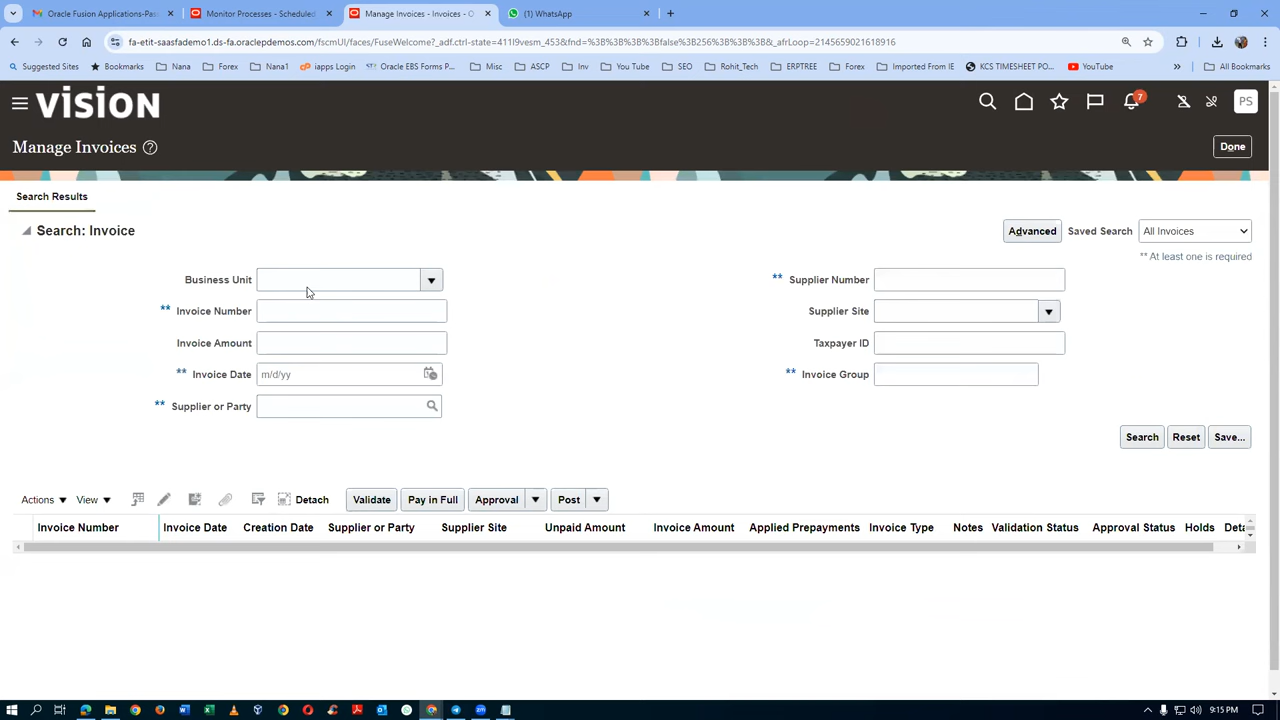 Oracle Fusion Applications-Pas
Monitor Processes - Scheduled
Manage Invoices - Invoices - O
(1) WhatsApp
fa-etit-saasfademo1.ds-fa.oraclepdemos.com/fscmUI/faces/FuseWelcome?_adf.ctrl-state=411l9vesm_453&fnd=%3B%3B%3B%3Bfalse%3B256%3B%3B%3B&_afrLoop=2145659021618916
Suggested Sites
Bookmarks
Nana
Forex
Nana1
iapps Login
Oracle EBS Forms P...
Misc
ASCP
Inv
You Tube
SEO
Rohit_Tech
ERPTREE
Forex
Imported From IE
KCS TIMESHEET PO...
YouTube
»
All Bookmarks
VISION
7
PS
Manage Invoices
Done
Search Results
Search: Invoice
Advanced
Saved Search
All Invoices
** At least one is required
Business Unit
** Supplier Number
** Invoice Number
Supplier Site
Invoice Amount
Taxpayer ID
** Invoice Date
m/d/yy
** Invoice Group
** Supplier or Party
Search
Reset
Save...
Actions
View
Detach
Validate
Pay in Full
Approval
Post
Invoice Number
Invoice Date
Creation Date
Supplier or Party
Supplier Site
Unpaid Amount
Invoice Amount
Applied Prepayments
Invoice Type
Notes
Validation Status
Approval Status
Holds
Deta
9:15 PM